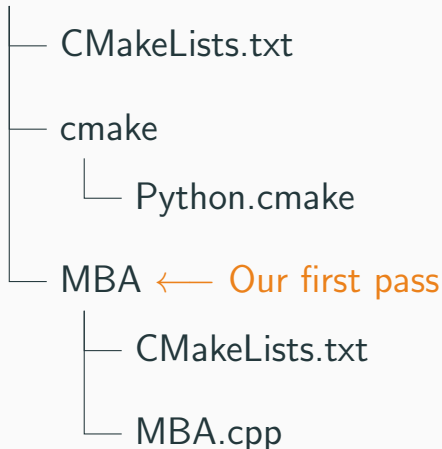 CMakeLists.txt
cmake
Python.cmake
MBA ← Our first pass
CMakeLists.txt
MBA.cpp